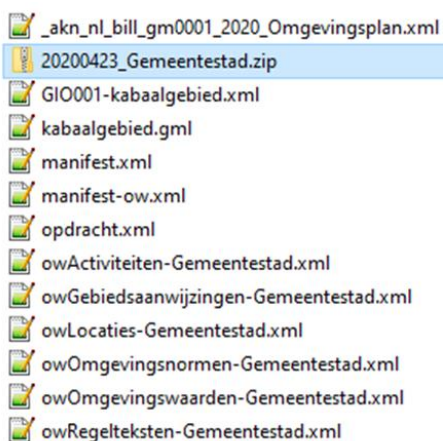 _akn_nl_bill_gm0001_2020_Omgevingsplan.xml
20200423_Gemeentestad.zip
GIO001-kabaalgebied.xml
kabaalgebied.gml
manifest.xml
manifest-ow.xml
opdracht.xml
owActiviteiten-Gemeentestad.xml
owGebiedsaanwijzingen-Gemeentestad.xml
owLocaties-Gemeentestad.xml
owOmgevingsnormen-Gemeentestad.xml
owOmgevingswaarden-Gemeentestad.xml
owRegelteksten-Gemeentestad.xml